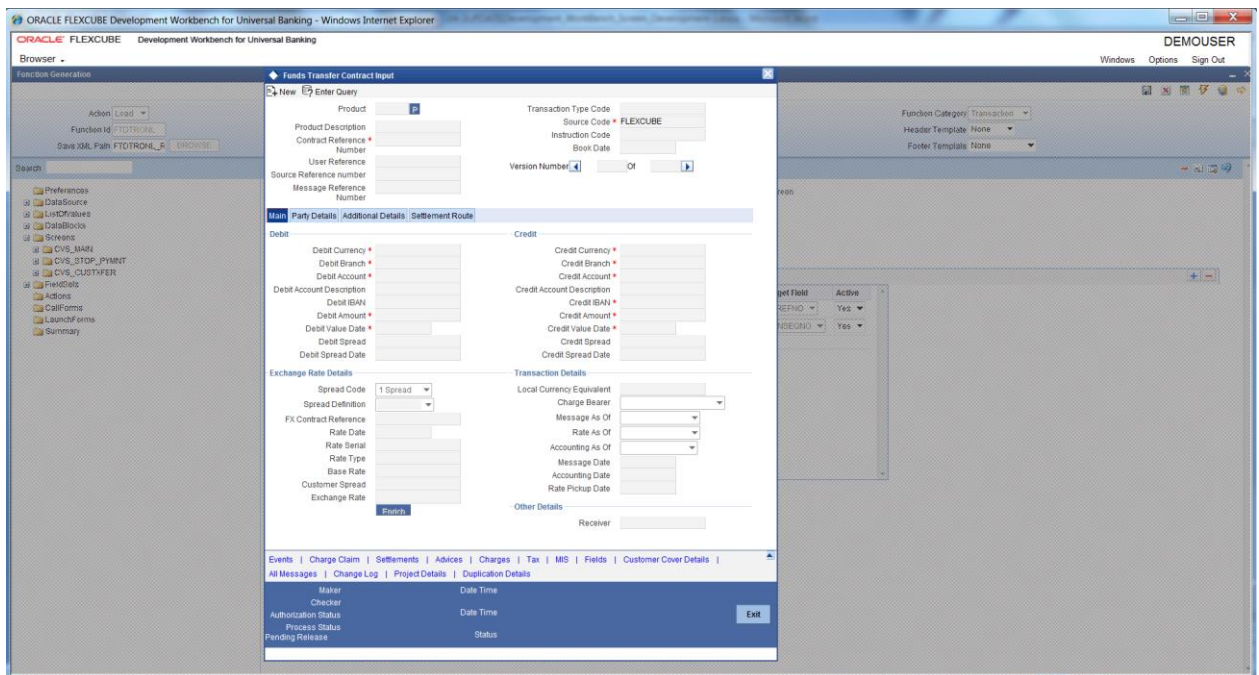 ORACLE FLEXCUBE Development Workbench for Universal Banking - Windows Internet Explorer
ORACLE FLEXCUBE Development Workbench for Universal Banking
DEMOUSER
Browser
Windows Options Sign Out
Function Generation
Funds Transfer Contract Input
New Enter Query
Action Load
Function Id FTDTRONL
Save XML Path FTDTRONL_R BROWSE
Function Category Transaction
Header Template None
Footer Template None
Search
Preferences
DataSource
ListOfValues
DataBlocks
Screens
CVS_MAIN
CVS_STOP_PYMNT
CVS_CUSTXFER
FieldSets
Actions
CallForms
LaunchForms
Summary
Product P
Product Description
Contract Reference * Number
User Reference
Source Reference number
Message Reference Number
Transaction Type Code
Source Code * FLEXCUBE
Instruction Code
Book Date
Version Number Of
Main Party Details Additional Details Settlement Route
Debit
Debit Currency *
Debit Branch *
Debit Account *
Debit Account Description
Debit IBAN
Debit Amount *
Debit Value Date *
Debit Spread
Debit Spread Date
Credit
Credit Currency *
Credit Branch *
Credit Account *
Credit Account Description
Credit IBAN *
Credit Amount *
Credit Value Date *
Credit Spread
Credit Spread Date
Exchange Rate Details
Spread Code 1 Spread
Spread Definition
FX Contract Reference
Rate Date
Rate Serial
Rate Type
Base Rate
Customer Spread
Exchange Rate
Enrich
Transaction Details
Local Currency Equivalent
Charge Bearer
Message As Of
Rate As Of
Accounting As Of
Message Date
Accounting Date
Rate Pickup Date
Other Details
Receiver
get Field Active
REFNO Yes
Yes
Events | Charge Claim | Settlements | Advices | Charges | Tax | MIS | Fields | Customer Cover Details |
All Messages | Change Log | Project Details | Duplication Details
Maker Date Time
Checker
Authorization Status Date Time
Process Status
Pending Release Status
Exit